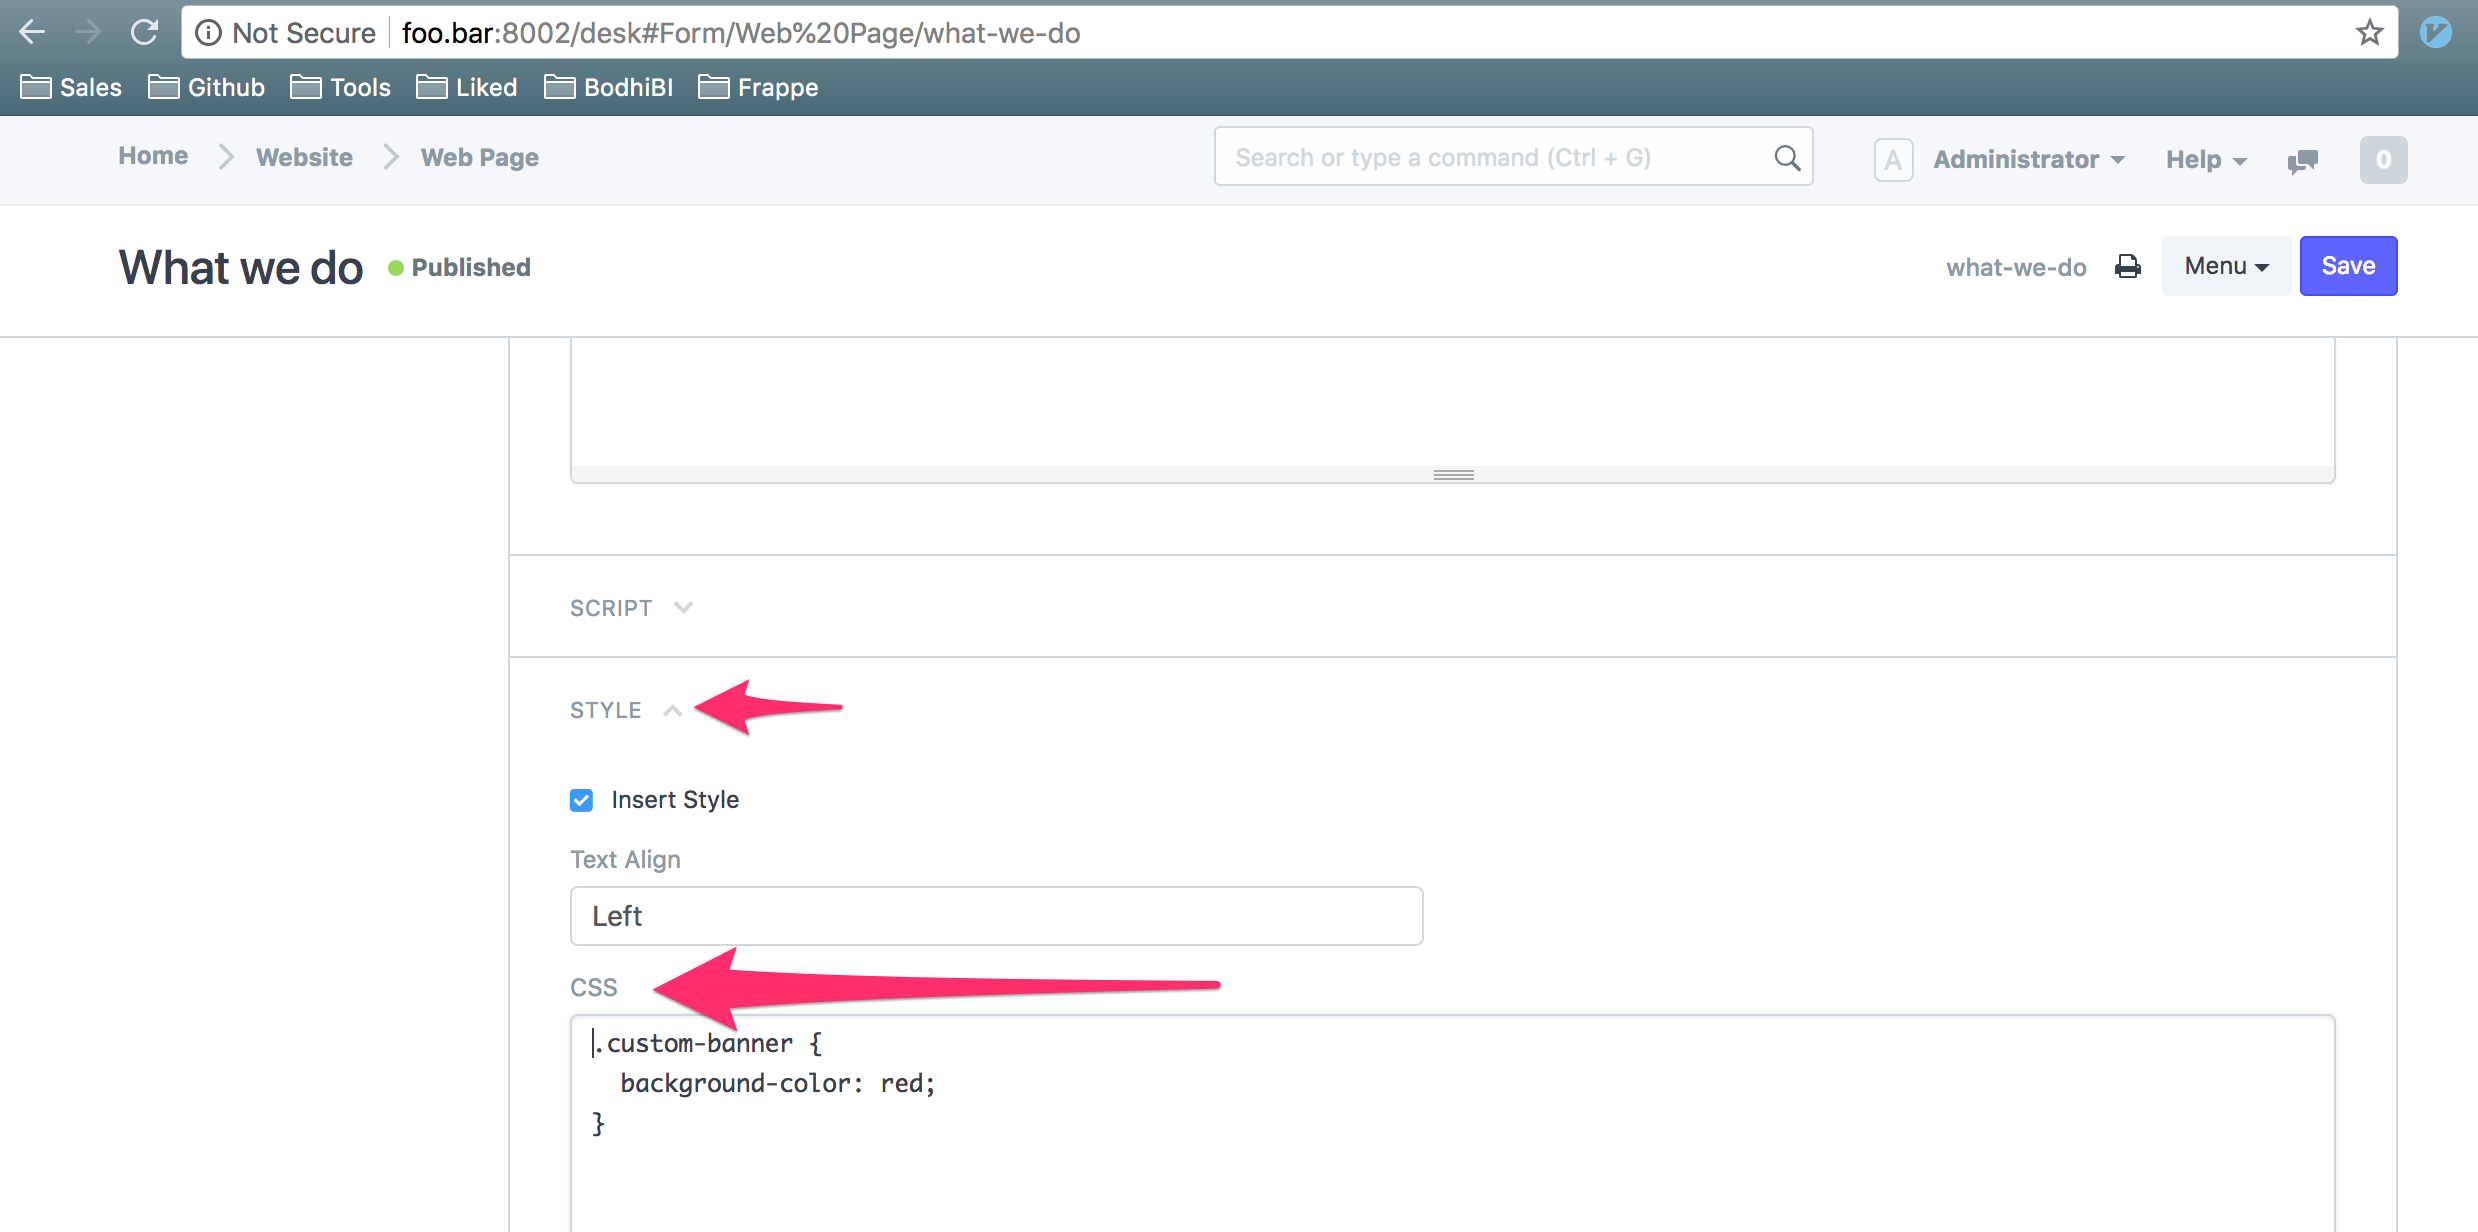 Not Secure foo.bar:8002/desk#Form/Web%20Page/what-we-do
Sales Github Tools Liked BodhiBI Frappe
Home Website Web Page Search or type a command (Ctrl + G) A Administrator Help 0
What we do Published what-we-do Menu Save
SCRIPT
STYLE
Insert Style
Text Align
Left
CSS
.custom-banner {
background-color: red;
}